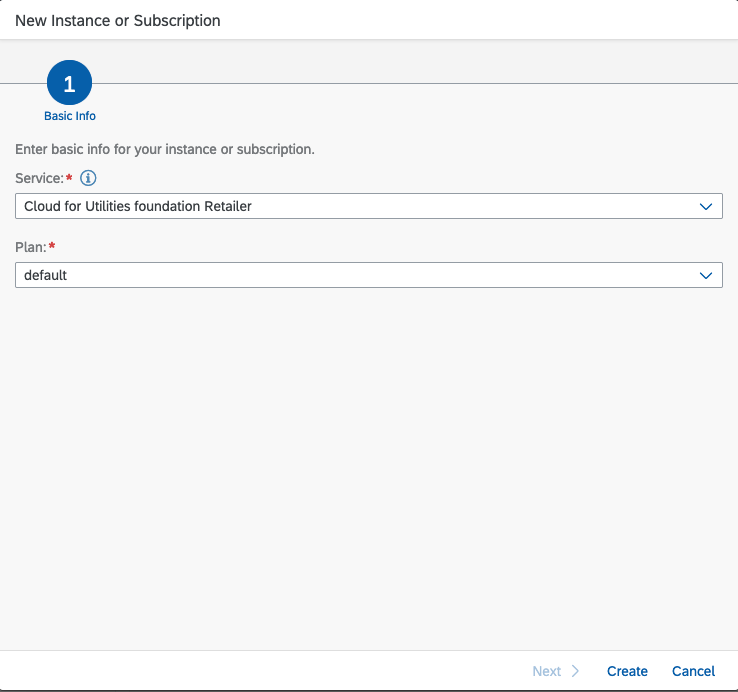 New Instance or Subscription
1
Basic Info
Enter basic info for your instance or subscription.
Service:*
Cloud for Utilities foundation Retailer
Plan:*
default
Next
Create
Cancel